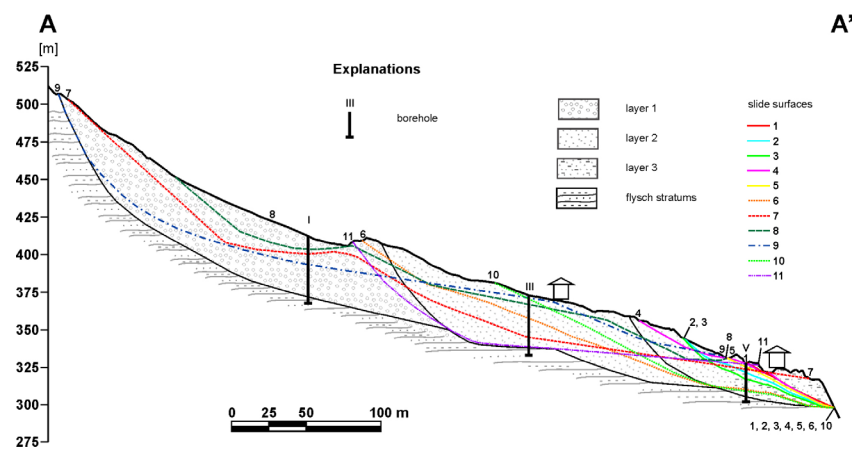 A A’
[m]
525
500
475
450
425
400
375
350
325
300
275
Explanations
III
borehole
layer 1
layer 2
layer 3
flysch stratums
slide surfaces
1
2
3
4
5
6
7
8
9
10
11
9 7
8
I
11 6
10
III
4
2, 3
8
9/5
V
11
7
1, 2, 3, 4, 5, 6, 10
0 25 50 100 m